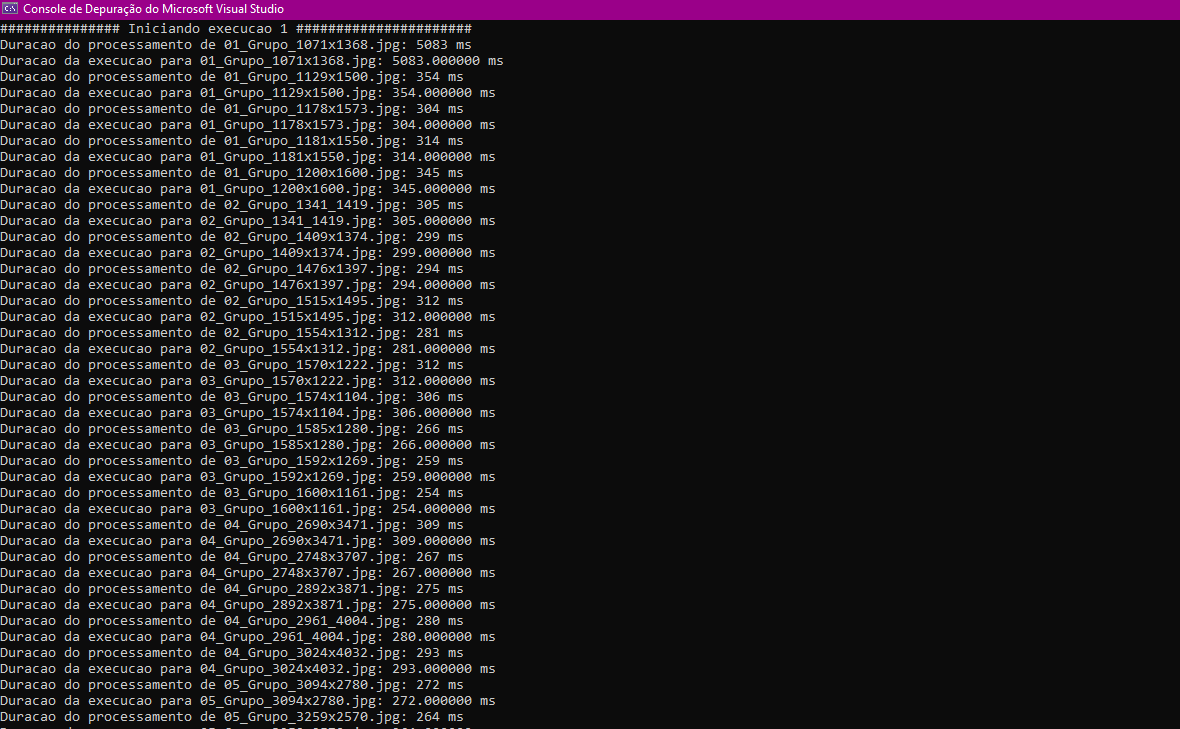 Console de Depuração do Microsoft Visual Studio
############### Iniciando execucao 1 ######################
Duracao do processamento de 01_Grupo_1071x1368.jpg: 5083 ms
Duracao da execucao para 01_Grupo_1071x1368.jpg: 5083.000000 ms
Duracao do processamento de 01_Grupo_1129x1500.jpg: 354 ms
Duracao da execucao para 01_Grupo_1129x1500.jpg: 354.000000 ms
Duracao do processamento de 01_Grupo_1178x1573.jpg: 304 ms
Duracao da execucao para 01_Grupo_1178x1573.jpg: 304.000000 ms
Duracao do processamento de 01_Grupo_1181x1550.jpg: 314 ms
Duracao da execucao para 01_Grupo_1181x1550.jpg: 314.000000 ms
Duracao do processamento de 01_Grupo_1200x1600.jpg: 345 ms
Duracao da execucao para 01_Grupo_1200x1600.jpg: 345.000000 ms
Duracao do processamento de 02_Grupo_1341_1419.jpg: 305 ms
Duracao da execucao para 02_Grupo_1341_1419.jpg: 305.000000 ms
Duracao do processamento de 02_Grupo_1409x1374.jpg: 299 ms
Duracao da execucao para 02_Grupo_1409x1374.jpg: 299.000000 ms
Duracao do processamento de 02_Grupo_1476x1397.jpg: 294 ms
Duracao da execucao para 02_Grupo_1476x1397.jpg: 294.000000 ms
Duracao do processamento de 02_Grupo_1515x1495.jpg: 312 ms
Duracao da execucao para 02_Grupo_1515x1495.jpg: 312.000000 ms
Duracao do processamento de 02_Grupo_1554x1312.jpg: 281 ms
Duracao da execucao para 02_Grupo_1554x1312.jpg: 281.000000 ms
Duracao do processamento de 03_Grupo_1570x1222.jpg: 312 ms
Duracao da execucao para 03_Grupo_1570x1222.jpg: 312.000000 ms
Duracao do processamento de 03_Grupo_1574x1104.jpg: 306 ms
Duracao da execucao para 03_Grupo_1574x1104.jpg: 306.000000 ms
Duracao do processamento de 03_Grupo_1585x1280.jpg: 266 ms
Duracao da execucao para 03_Grupo_1585x1280.jpg: 266.000000 ms
Duracao do processamento de 03_Grupo_1592x1269.jpg: 259 ms
Duracao da execucao para 03_Grupo_1592x1269.jpg: 259.000000 ms
Duracao do processamento de 03_Grupo_1600x1161.jpg: 254 ms
Duracao da execucao para 03_Grupo_1600x1161.jpg: 254.000000 ms
Duracao do processamento de 04_Grupo_2690x3471.jpg: 309 ms
Duracao da execucao para 04_Grupo_2690x3471.jpg: 309.000000 ms
Duracao do processamento de 04_Grupo_2748x3707.jpg: 267 ms
Duracao da execucao para 04_Grupo_2748x3707.jpg: 267.000000 ms
Duracao do processamento de 04_Grupo_2892x3871.jpg: 275 ms
Duracao da execucao para 04_Grupo_2892x3871.jpg: 275.000000 ms
Duracao do processamento de 04_Grupo_2961_4004.jpg: 280 ms
Duracao da execucao para 04_Grupo_2961_4004.jpg: 280.000000 ms
Duracao do processamento de 04_Grupo_3024x4032.jpg: 293 ms
Duracao da execucao para 04_Grupo_3024x4032.jpg: 293.000000 ms
Duracao do processamento de 05_Grupo_3094x2780.jpg: 272 ms
Duracao da execucao para 05_Grupo_3094x2780.jpg: 272.000000 ms
Duracao do processamento de 05_Grupo_3259x2570.jpg: 264 ms